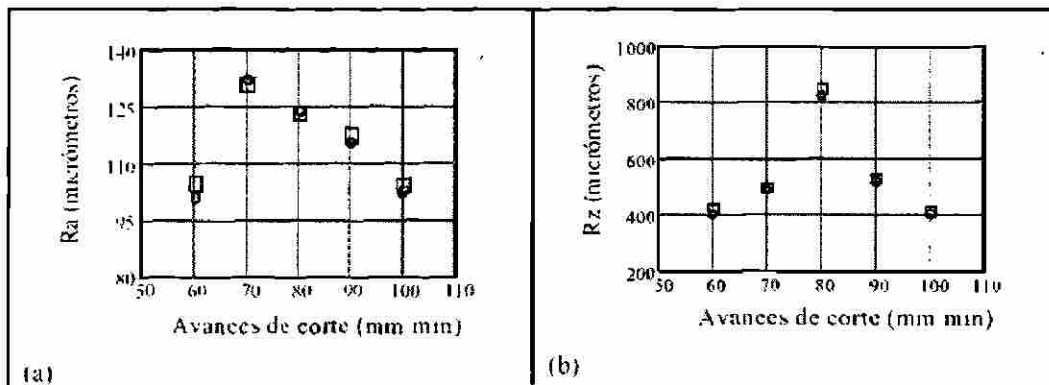 140
125
110
95
80
50 60 70 80 90 100 110
Ra (micrómetros)
Avances de corte (mm min)
(a)
1000
800
600
400
200
50 60 70 80 90 100 110
Rz (micrómetros)
Avances de corte (mm min)
(b)